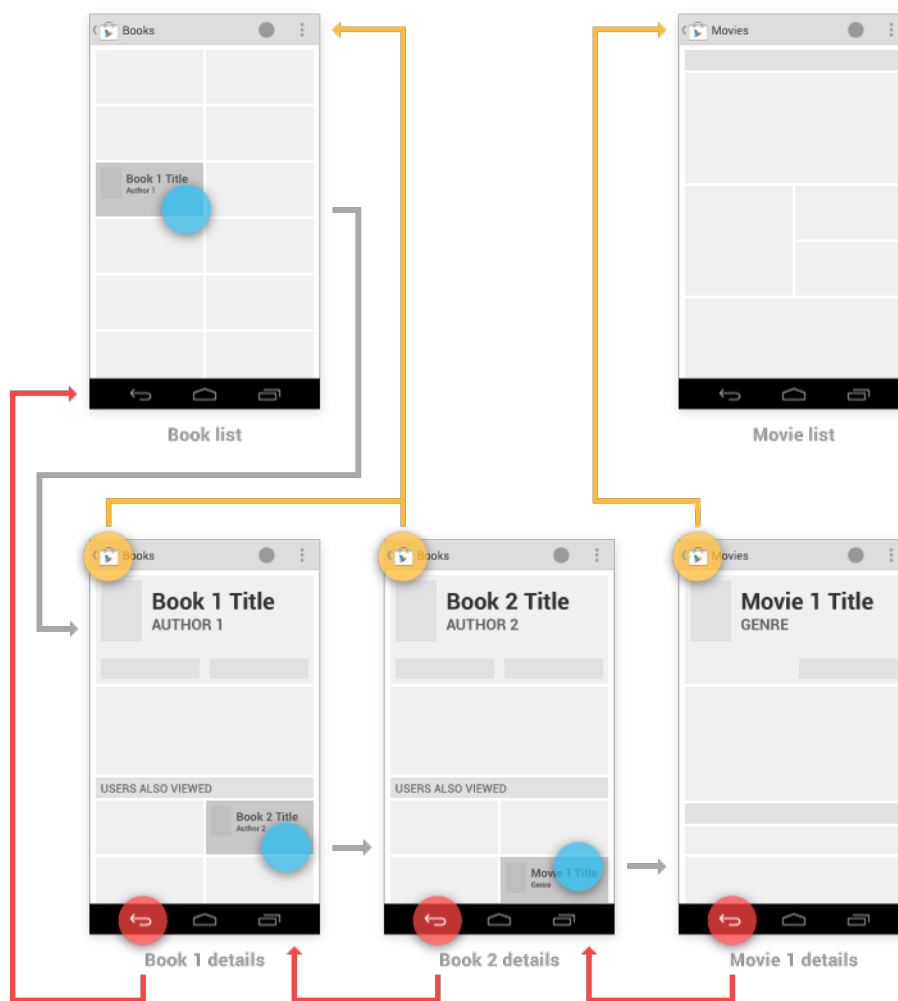 Books
Movies
Book 1 Title
Author 1
Book list
Movie list
Books
Books
Movies
Book 1 Title
AUTHOR 1
Book 2 Title
AUTHOR 2
Movie 1 Title
GENRE
USERS ALSO VIEWED
USERS ALSO VIEWED
Book 2 Title
Author 2
Movie 1 Title
Genre
Book 1 details
Book 2 details
Movie 1 details